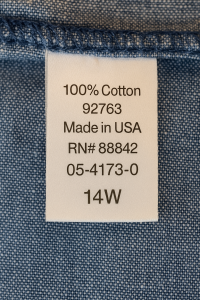 100% Cotton
92763
Made in USA
RN# 88842
05-4173-0
14W